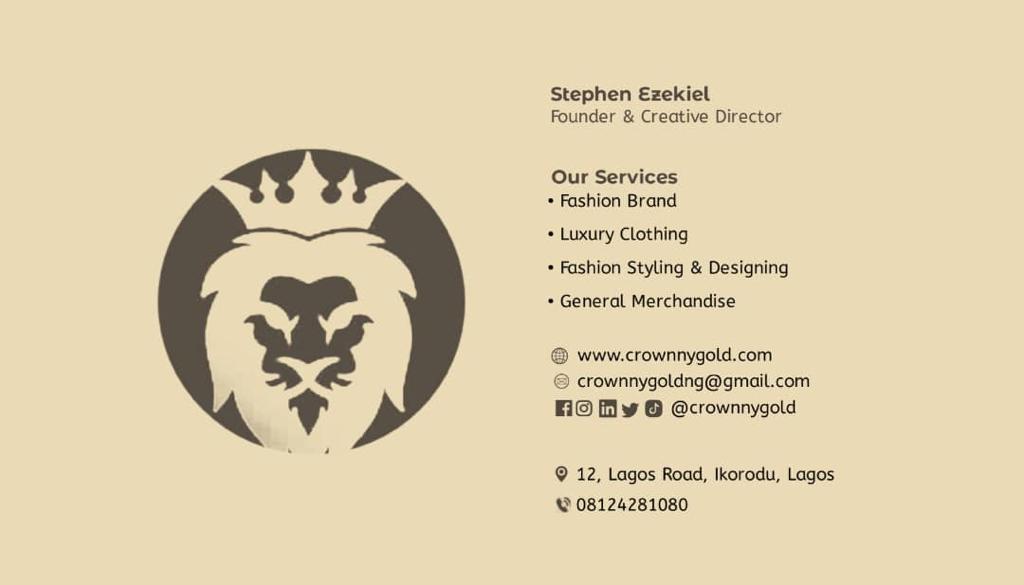 Stephen Ezekiel
Founder & Creative Director
Our Services
• Fashion Brand
• Luxury Clothing
• Fashion Styling & Designing
• General Merchandise
www.crownnygold.com
crownnygoldng@gmail.com
@crownnygold
12, Lagos Road, Ikorodu, Lagos
08124281080